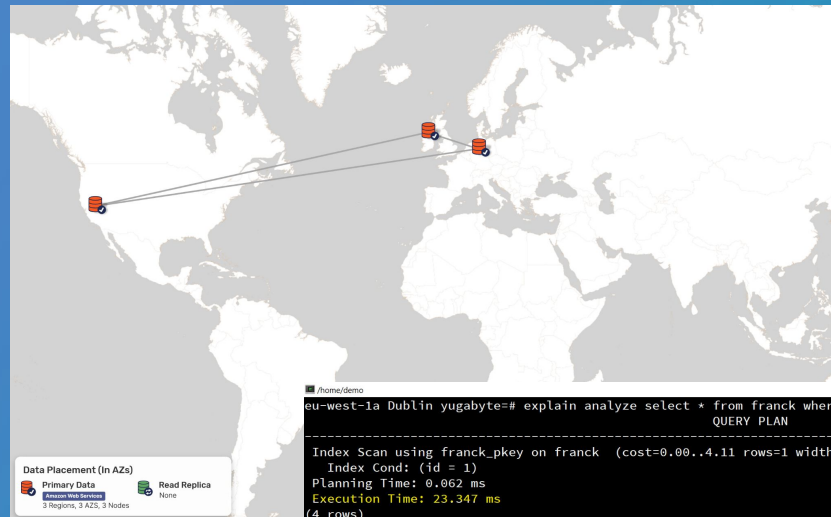 /home/demo
eu-west-1a Dublin yugabyte=# explain analyze select * from franck wher
QUERY PLAN
Index Scan using franck_pkey on franck (cost=0.00..4.11 rows=1 width
Index Cond: (id = 1)
Planning Time: 0.062 ms
Execution Time: 23.347 ms
(4 rows)
Data Placement (In AZs)
Primary Data
Amazon Web Services
3 Regions, 3 AZS, 3 Nodes
Read Replica
None